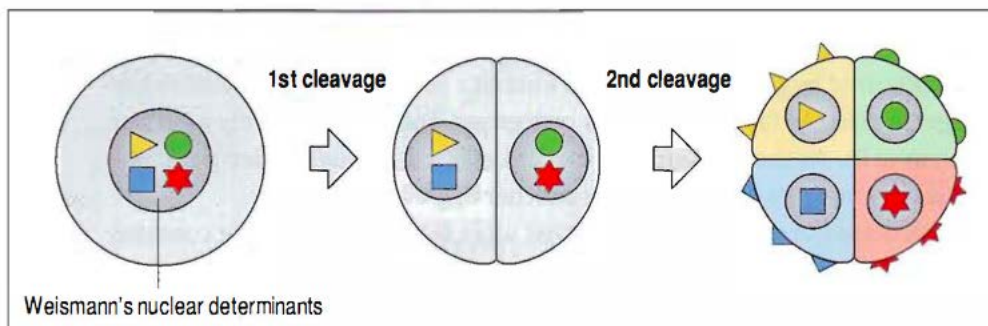 1st cleavage
2nd cleavage
Weismann's nuclear determinants